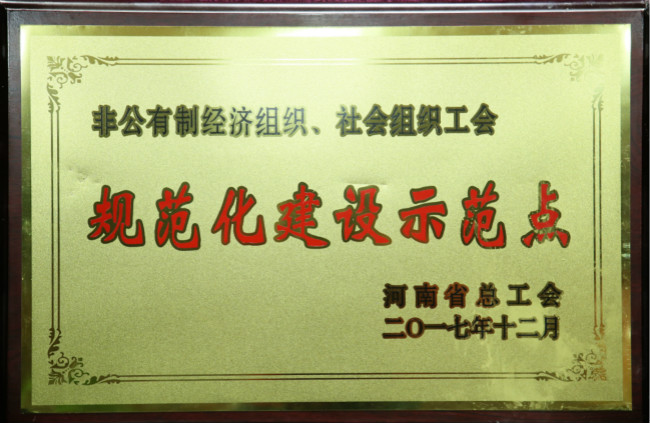 非公有制经济组织、社会组织工会
规范化建设示范点
河南省总工会
二〇一七年十二月